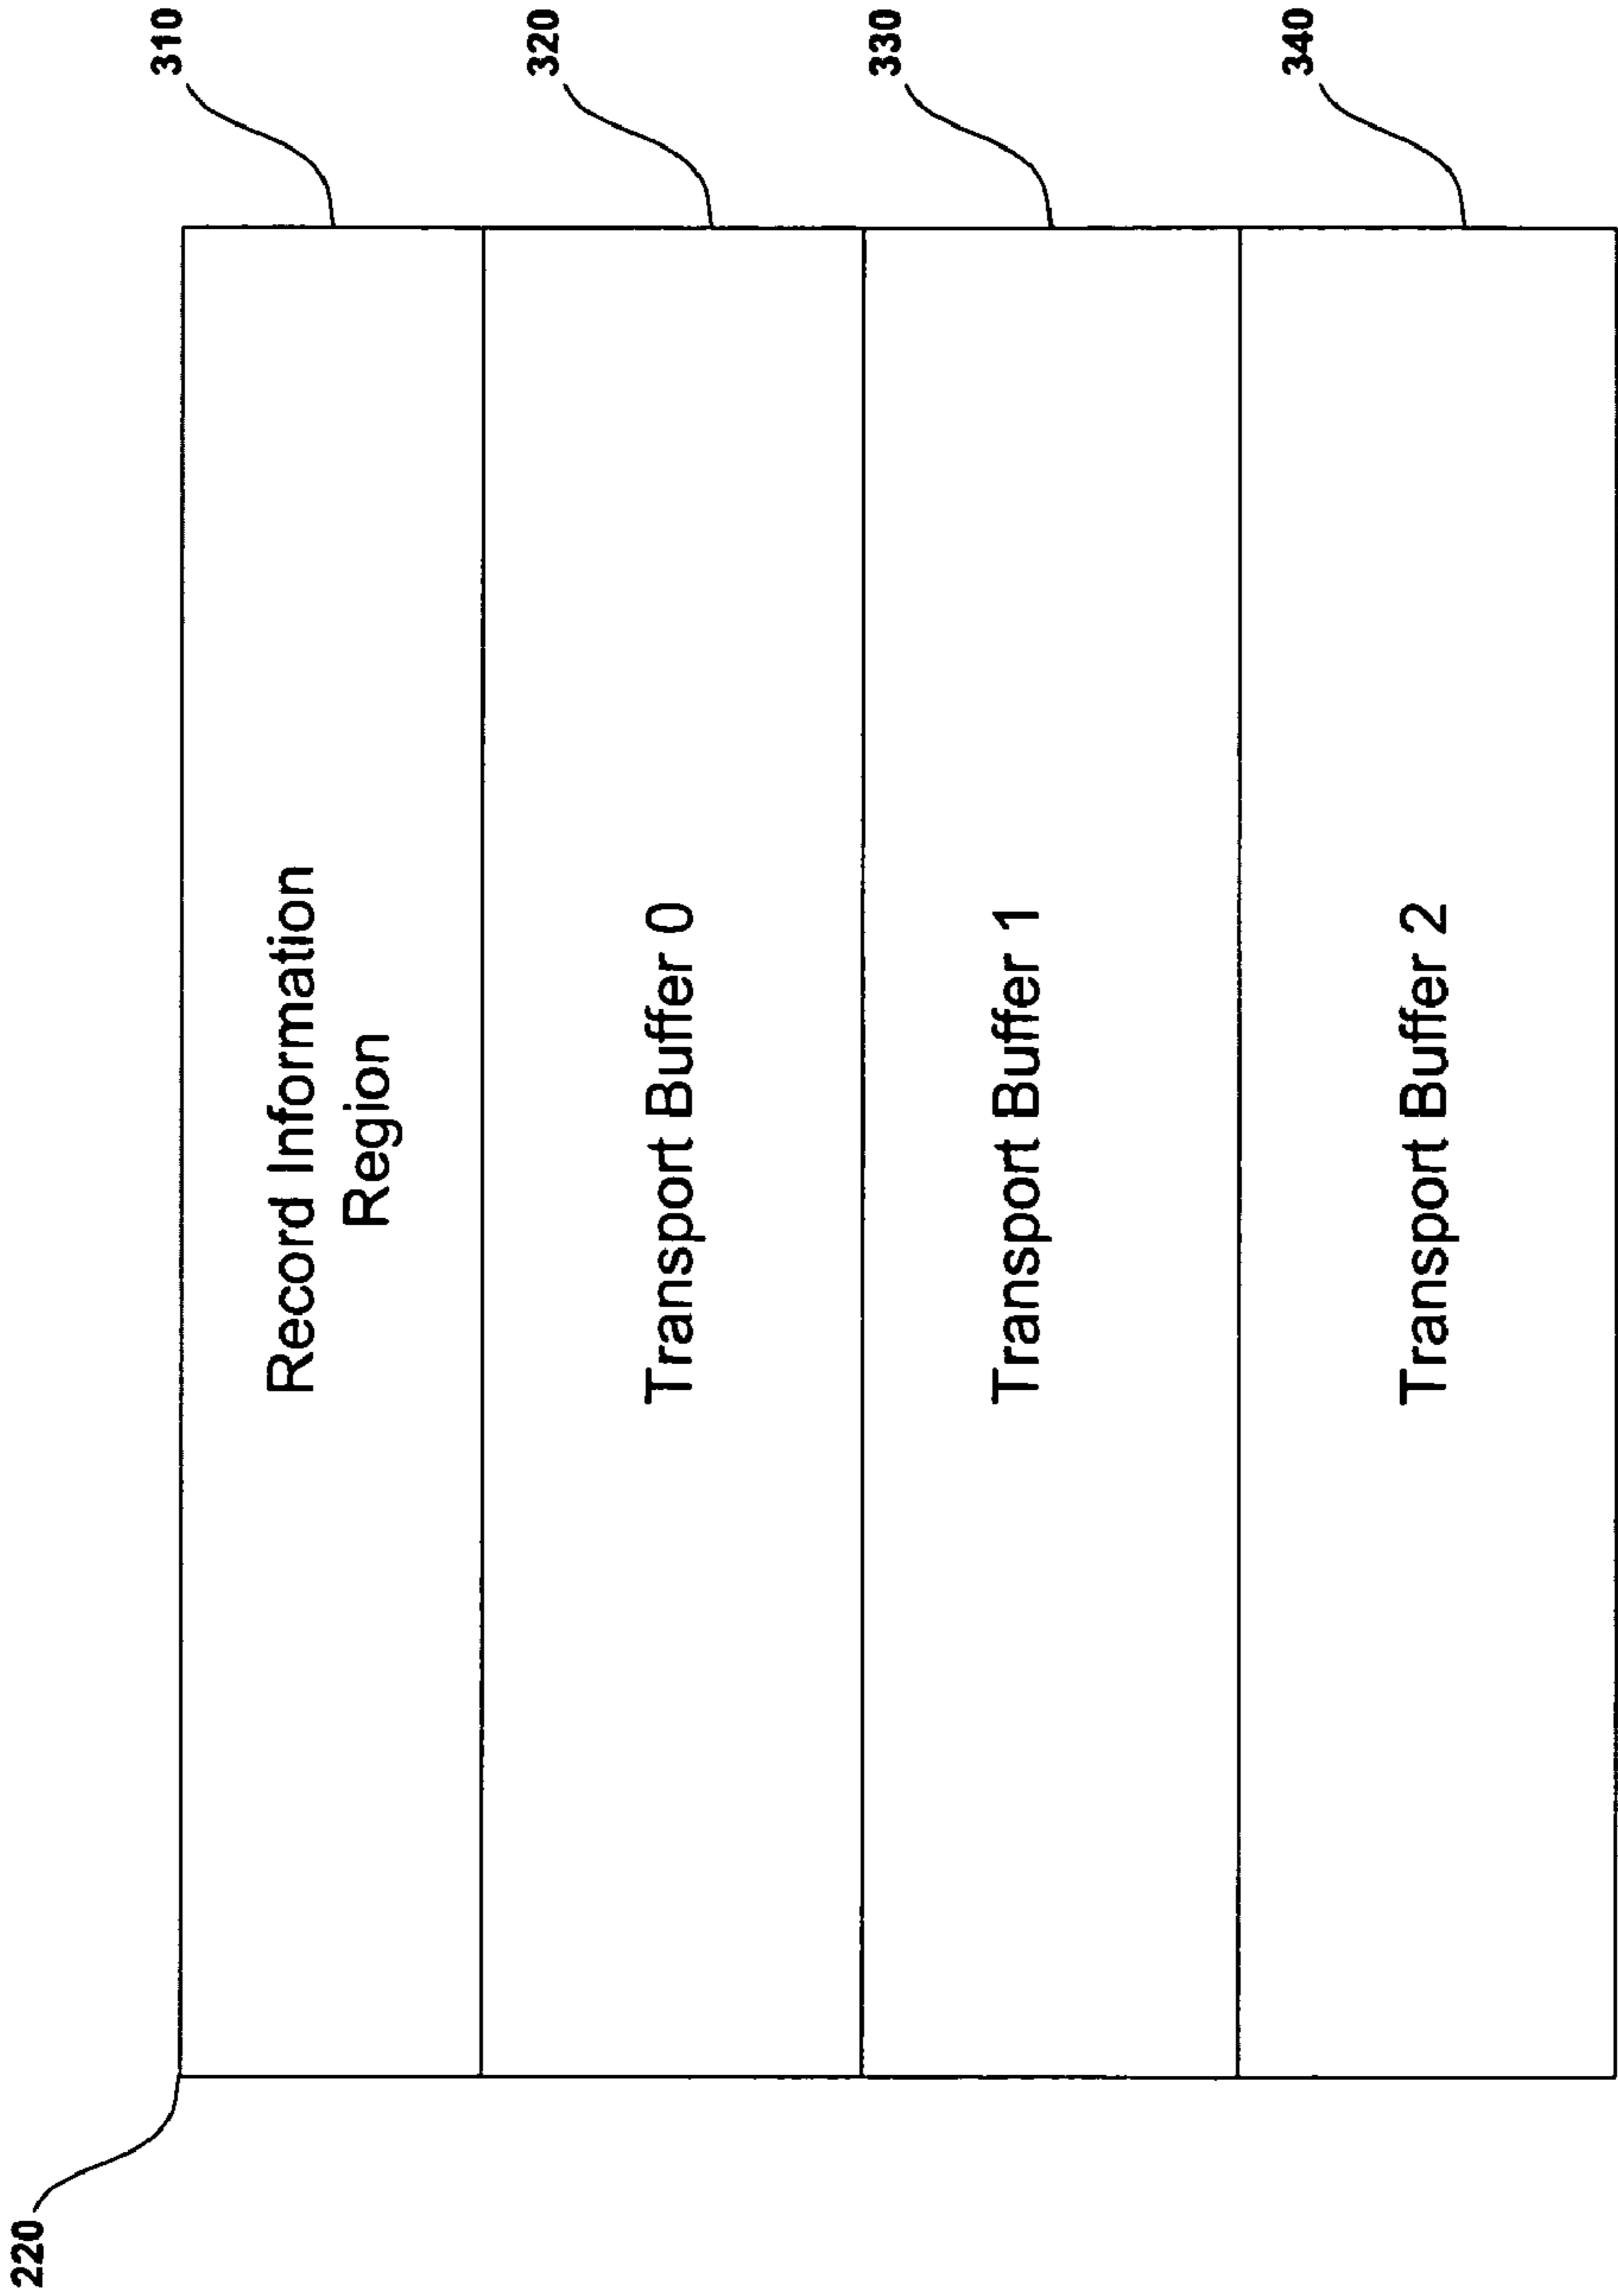 220
310
Record Information
Region
320
Transport Buffer 0
330
Transport Buffer 1
340
Transport Buffer 2